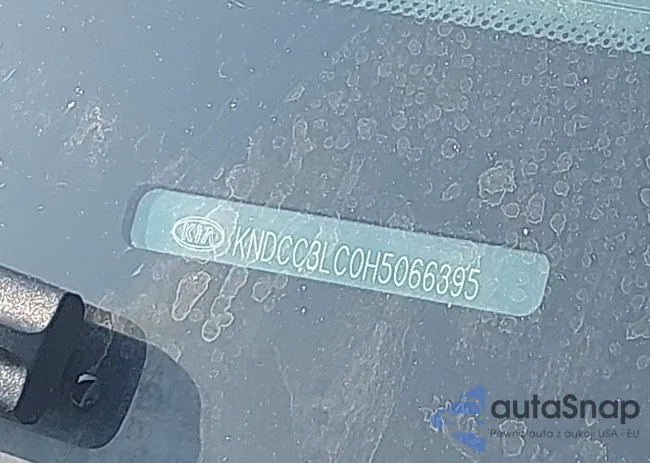 KIA KNDCC3LC0H5066395
autaSnap
Pewne auta z aukcji USA i EU